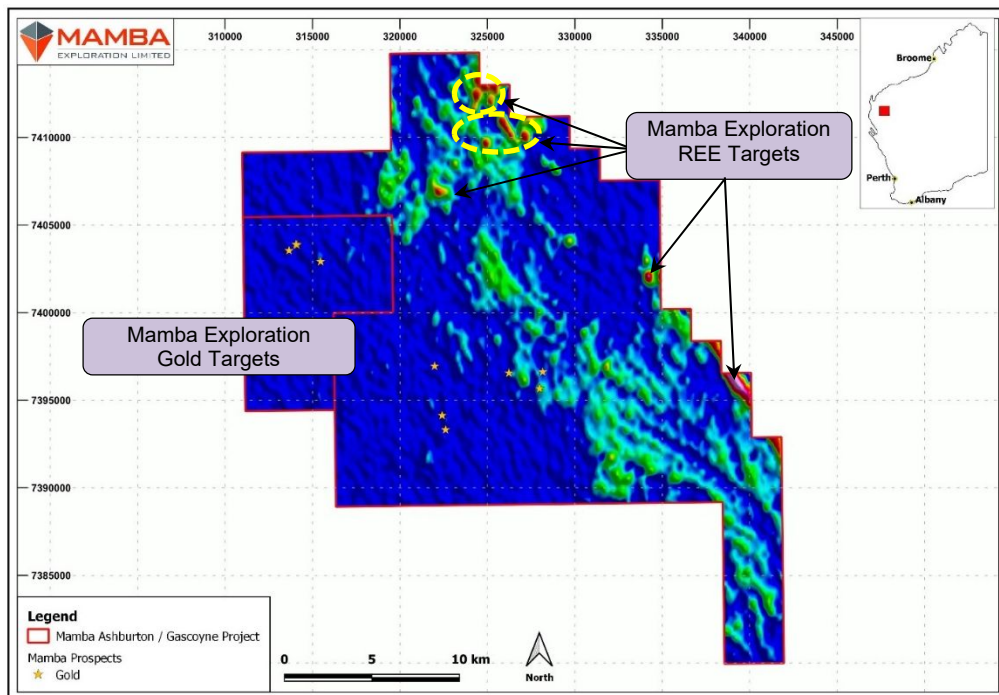 MAMBA
EXPLORATION LIMITED
310000
315000
320000
325000
330000
335000
340000
345000
Broome
Perth
Albany
7410000
7405000
7400000
7395000
7390000
7385000
Mamba Exploration
REE Targets
Mamba Exploration
Gold Targets
Legend
Mamba Ashburton / Gascoyne Project
Mamba Prospects
Gold
0 5 10 km
North